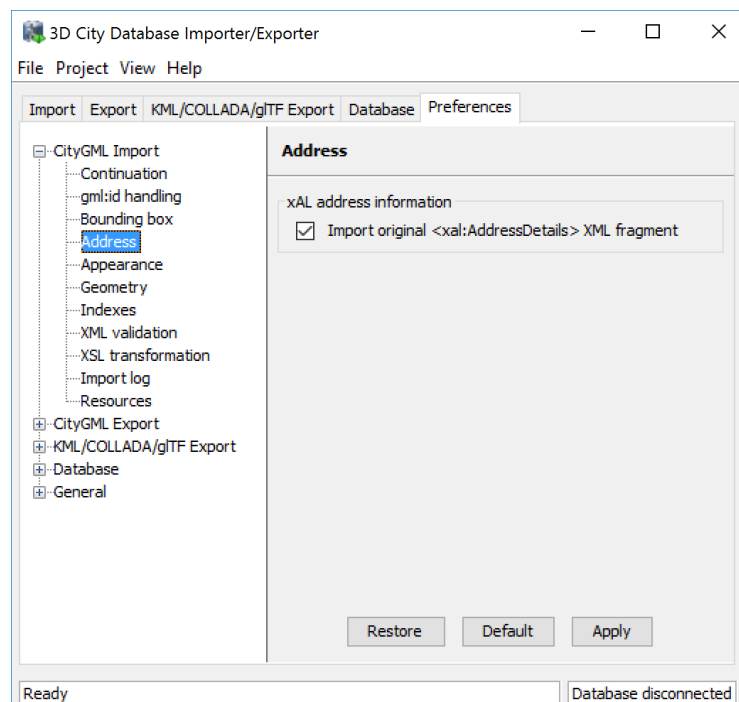 3D City Database Importer/Exporter
File Project View Help
Import Export KML/COLLADA/glTF Export Database Preferences
CityGML Import
Continuation
gml:id handling
Bounding box
Address
Appearance
Geometry
Indexes
XML validation
XSL transformation
Import log
Resources
CityGML Export
KML/COLLADA/glTF Export
Database
General
Address
xAL address information
Import original <xal:AddressDetails> XML fragment
Restore Default Apply
Ready Database disconnected